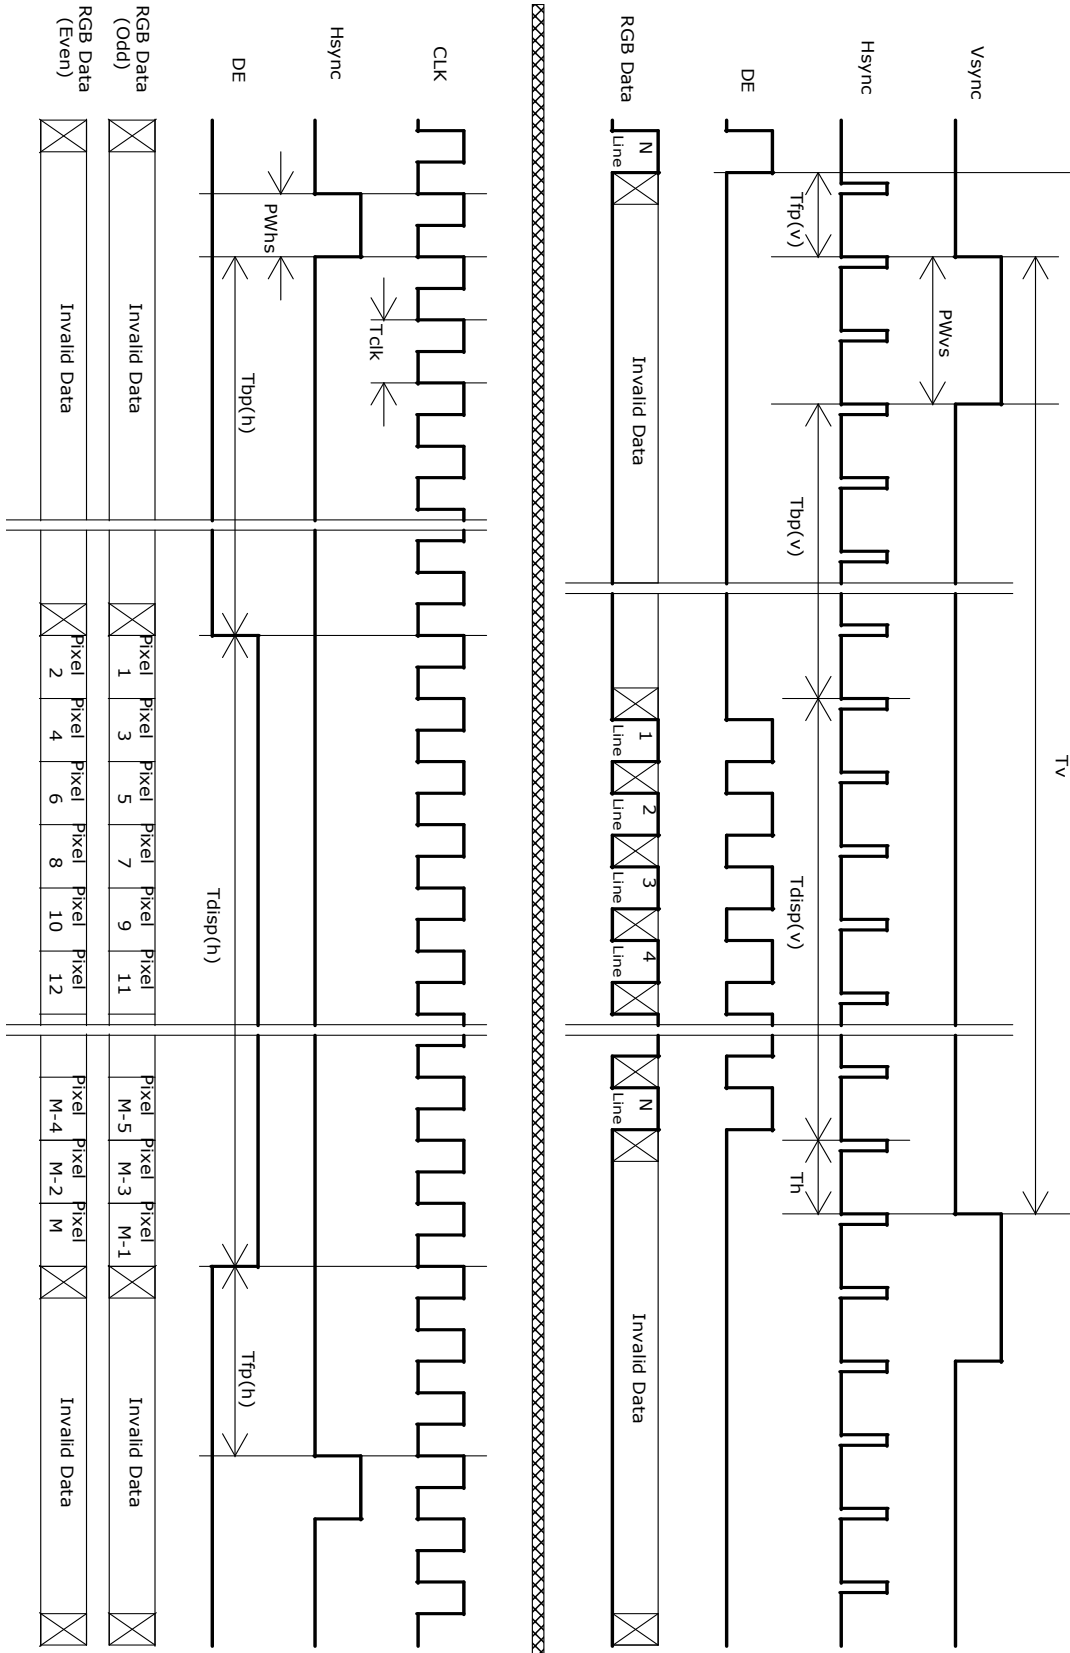 Vsync
Tv
PWvs
Hsync
Tfp(v)
Tbp(v)
Tdisp(v)
Th
DE
RGB Data
N
Line
Invalid Data
1
Line
2
Line
3
Line
4
Line
N
Line
Invalid Data
CLK
Tclk
Hsync
PWhs
DE
Tbp(h)
Tdisp(h)
Tfp(h)
RGB Data
(Odd)
Invalid Data
Pixel
1
Pixel
3
Pixel
5
Pixel
7
Pixel
9
Pixel
11
Pixel
M-5
Pixel
M-3
Pixel
M-1
Invalid Data
RGB Data
(Even)
Invalid Data
Pixel
2
Pixel
4
Pixel
6
Pixel
8
Pixel
10
Pixel
12
Pixel
M-4
Pixel
M-2
Pixel
M
Invalid Data